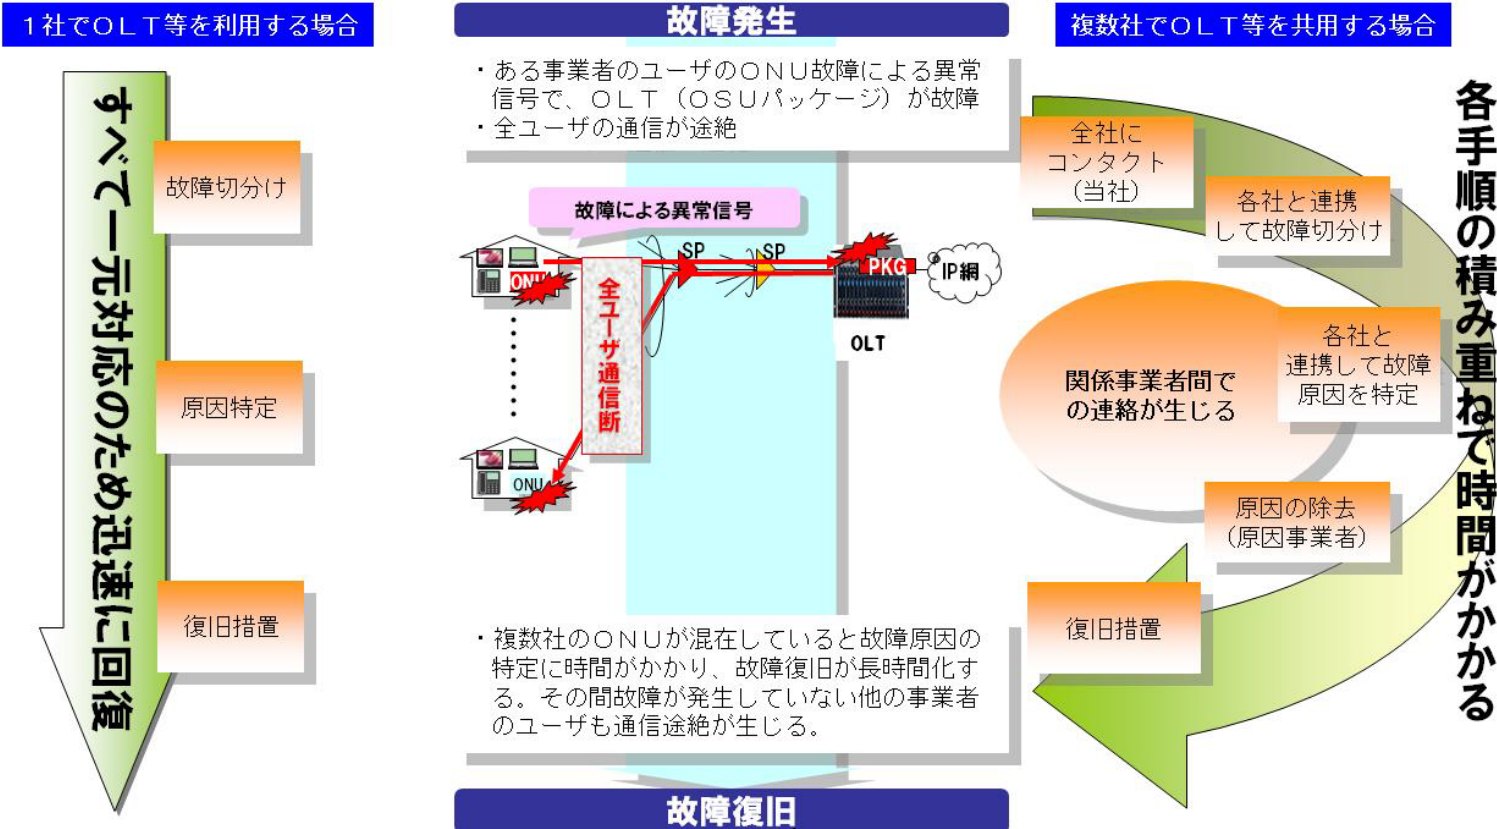 １社でＯＬＴ等を利用する場合
すべて一元対応のため迅速に回復
故障切分け
原因特定
復旧措置
故障発生
・ある事業者のユーザのＯＮＵ故障による異常
信号で、ＯＬＴ（ＯＳＵパッケージ）が故障
・全ユーザの通信が途絶
故障による異常信号
SP
SP
ONU
PKG
IP網
OLT
全ユーザ通信断
ONU
・複数社のＯＮＵが混在していると故障原因の
特定に時間がかかり、故障復旧が長時間化す
る。その間故障が発生していない他の事業者
のユーザも通信途絶が生じる。
故障復旧
複数社でＯＬＴ等を共用する場合
全社に
コンタクト
（当社）
各社と連携
して故障切分け
各社と
連携して故障
原因を特定
関係事業者間で
の連絡が生じる
原因の除去
（原因事業者）
復旧措置
各手順の積み重ねで時間がかかる